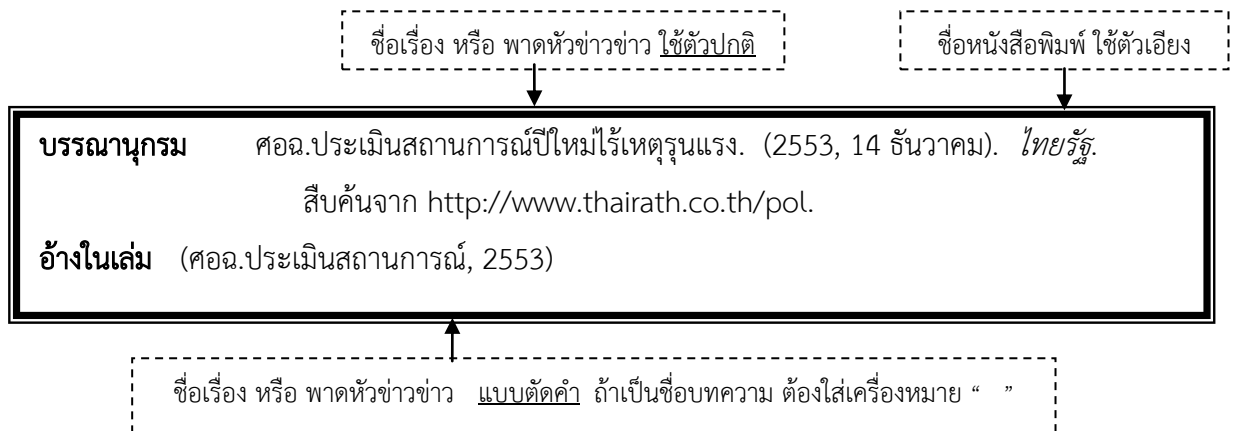 ชื่อเรื่อง หรือ พาดหัวข่าวข่าว ใช้ตัวปกติ
ชื่อหนังสือพิมพ์ ใช้ตัวเอียง
บรรณานุกรม ศอฉ.ประเมินสถานการณ์ปีใหม่ไร้เหตุรุนแรง. (2553, 14 ธันวาคม). ไทยรัฐ.
สืบค้นจาก http://www.thairath.co.th/pol.
อ้างในเล่ม (ศอฉ.ประเมินสถานการณ์, 2553)
ชื่อเรื่อง หรือ พาดหัวข่าวข่าว แบบตัดคำ ถ้าเป็นชื่อบทความ ต้องใส่เครื่องหมาย “ ”